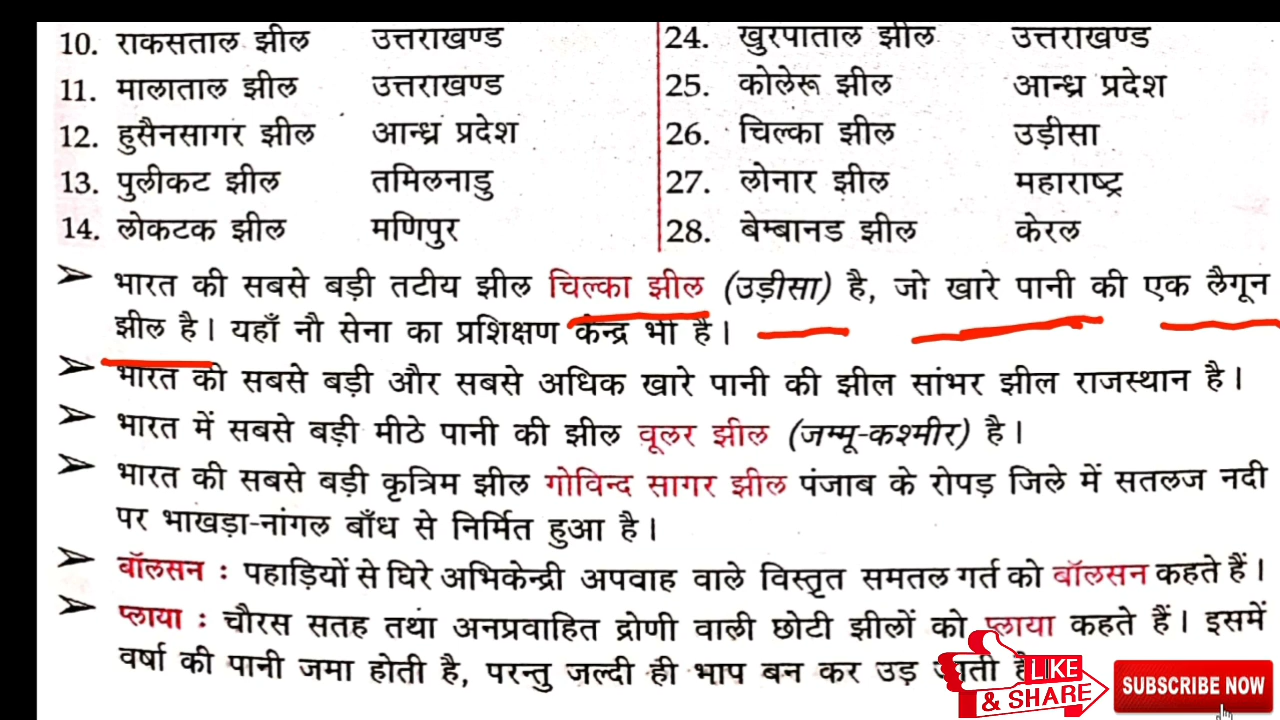 10. राकसताल झील उत्तराखण्ड
11. मालाताल झील उत्तराखण्ड
12. हुसैनसागर झील आन्ध्र प्रदेश
13. पुलीकट झील तमिलनाडु
14. लोकटक झील मणिपुर
24. खुरपाताल झील उत्तराखण्ड
25. कोलेरू झील आन्ध्र प्रदेश
26. चिल्का झील उड़ीसा
27. लोनार झील महाराष्ट्र
28. बेम्बानड झील केरल
➢ भारत की सबसे बड़ी तटीय झील चिल्का झील (उड़ीसा) है, जो खारे पानी की एक लैगून
झील है। यहाँ नौ सेना का प्रशिक्षण केन्द्र भी है।
➢ भारत की सबसे बड़ी और सबसे अधिक खारे पानी की झील सांभर झील राजस्थान है।
➢ भारत में सबसे बड़ी मीठे पानी की झील वूलर झील (जम्मू-कश्मीर) है।
➢ भारत की सबसे बड़ी कृत्रिम झील गोविन्द सागर झील पंजाब के रोपड़ जिले में सतलज नदी
पर भाखड़ा-नांगल बाँध से निर्मित हुआ है।
➢ बॉलसन : पहाड़ियों से घिरे अभिकेन्द्री अपवाह वाले विस्तृत समतल गर्त को बॉलसन कहते हैं।
➢ प्लाया : चौरस सतह तथा अनप्रवाहित द्रोणी वाली छोटी झीलों को प्लाया कहते हैं। इसमें
वर्षा की पानी जमा होती है, परन्तु जल्दी ही भाप बन कर उड़
LIKE
& SHARE
SUBSCRIBE NOW